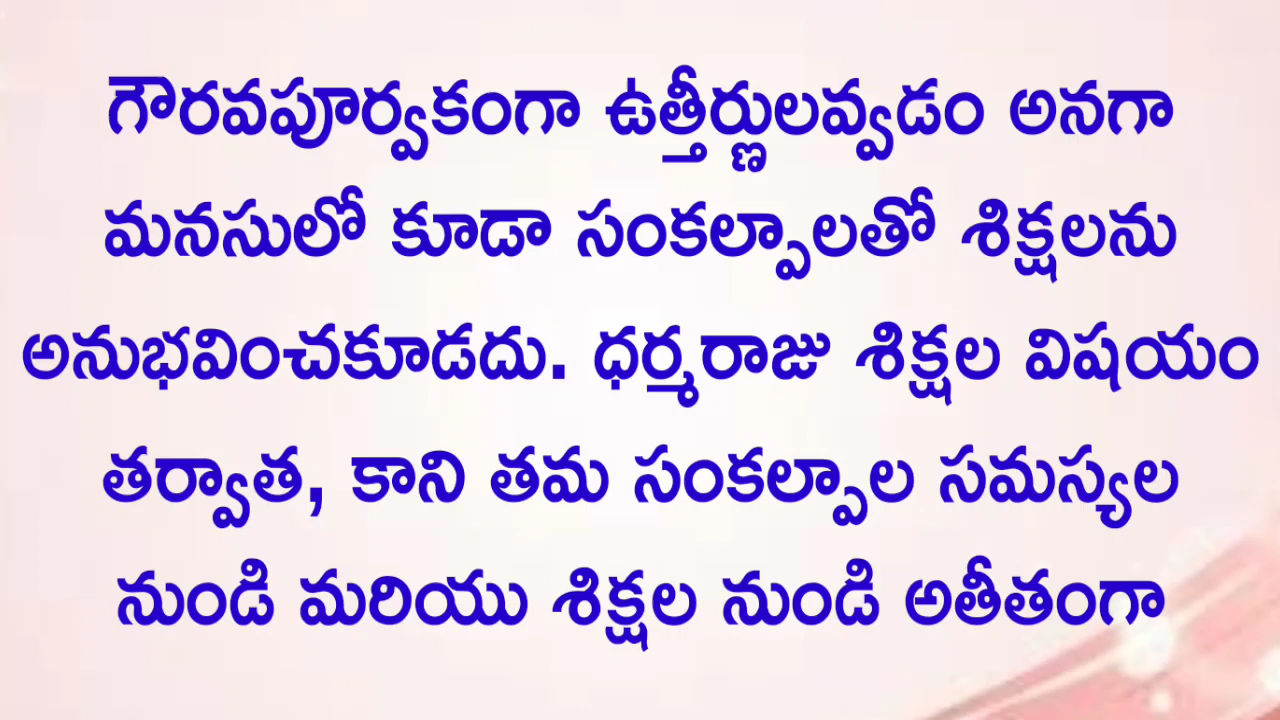 గౌరవపూర్వకంగా ఉత్తీర్ణులవ్వడం అనగా
మనసులో కూడా సంకల్పాలతో శిక్షలను
అనుభవించకూడదు. ధర్మరాజు శిక్షల విషయం
తర్వాత, కాని తమ సంకల్పాల సమస్యల
నుండి మరియు శిక్షల నుండి అతీతంగా